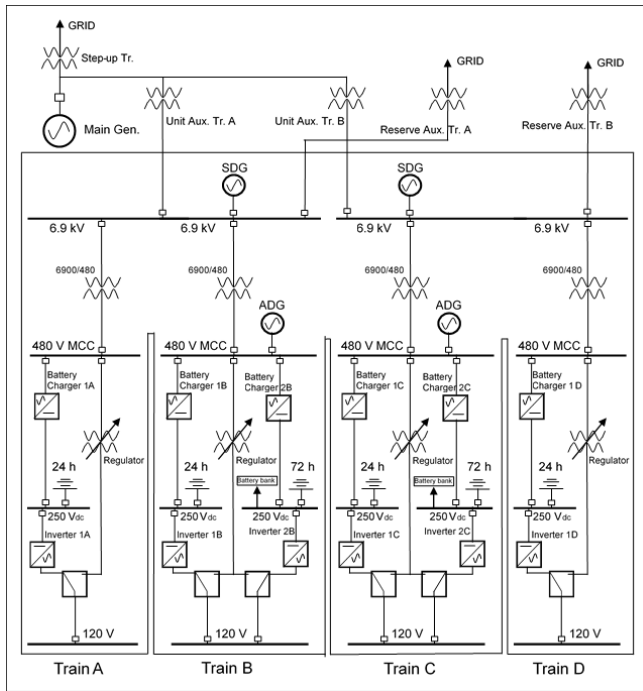 GRID
Step-up Tr.
GRID
GRID
Main Gen.
Unit Aux. Tr. A
Unit Aux. Tr. B
Reserve Aux. Tr. A
Reserve Aux. Tr. B
SDG
SDG
6.9 kV
6.9 kV
6.9 kV
6.9 kV
6900/480
6900/480
6900/480
6900/480
ADG
ADG
480 V MCC
480 V MCC
480 V MCC
480 V MCC
Battery
Charger 1A
Battery
Charger 1B
Battery
Charger 2B
Battery
Charger 1C
Battery
Charger 2C
Battery
Charger 1D
Regulator
Regulator
Regulator
Regulator
24 h
24 h
72 h
24 h
72 h
24 h
Battery bank
Battery bank
250 Vdc
250 Vdc
250 Vdc
250 Vdc
250 Vdc
250 Vdc
Inverter 1A
Inverter 1B
Inverter 2B
Inverter 1C
Inverter 2C
Inverter 1D
120 V
120 V
120 V
120 V
Train A
Train B
Train C
Train D